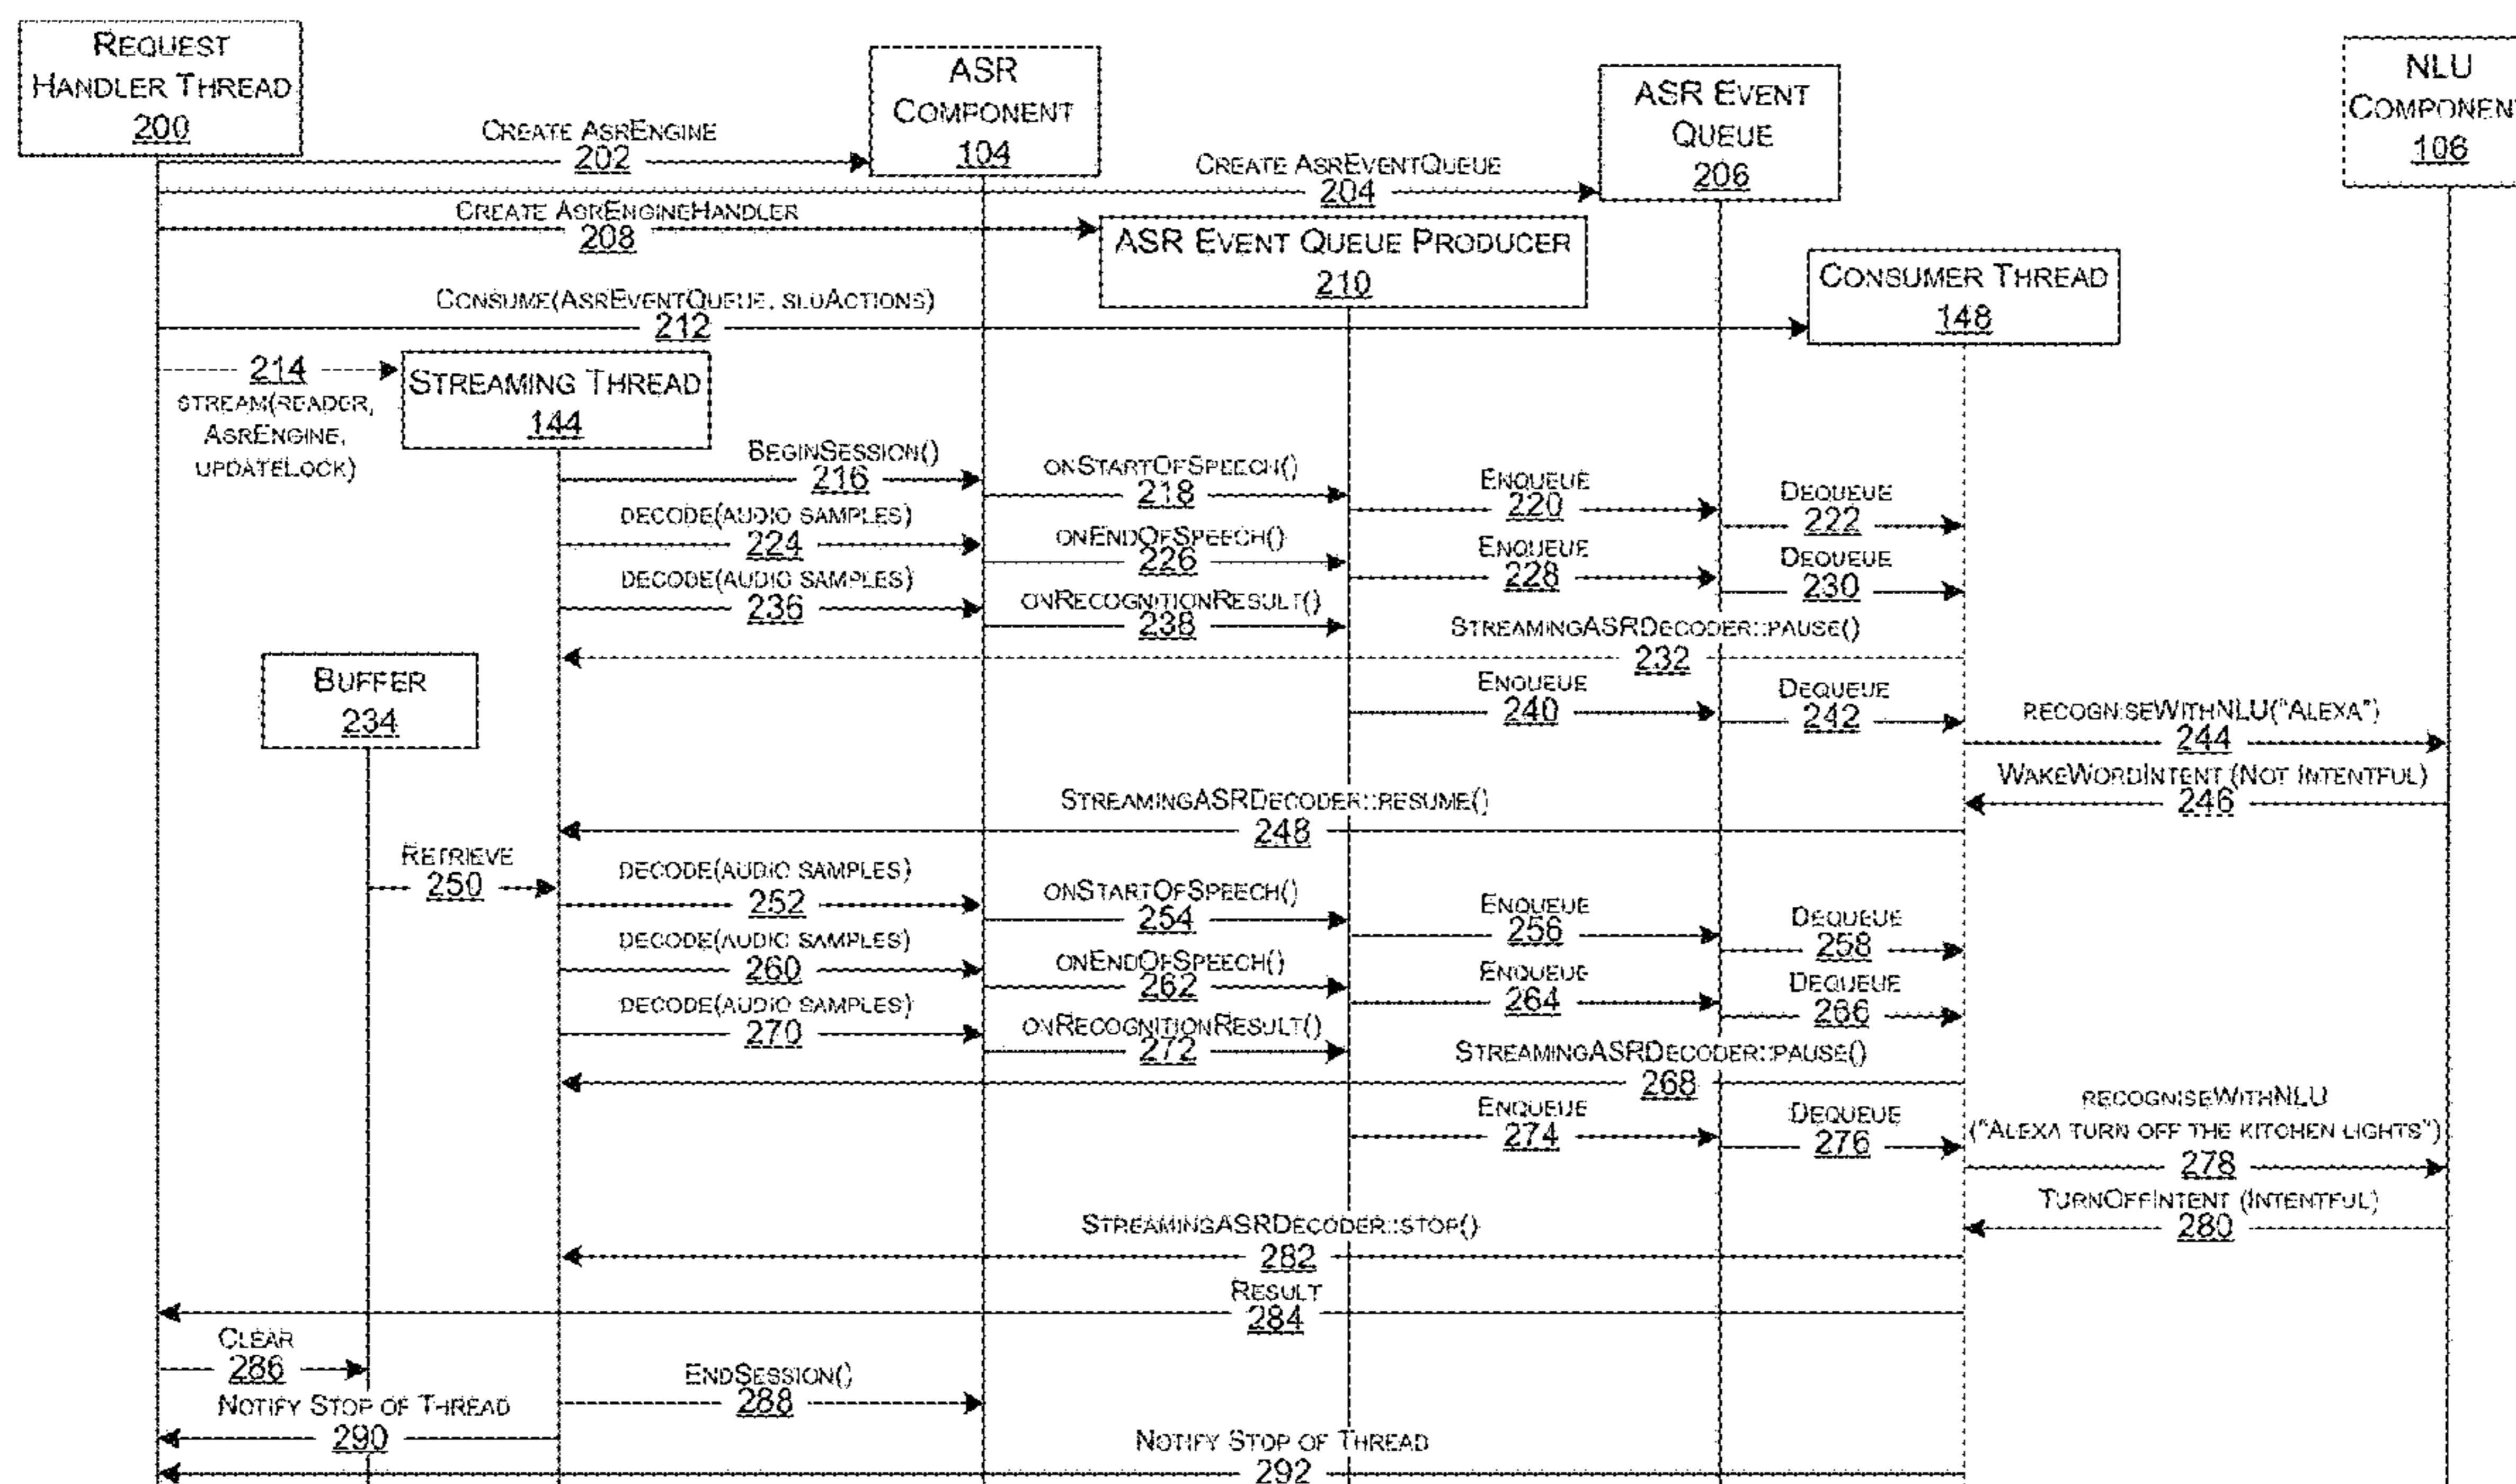 REQUEST
HANDLER THREAD
200
ASR
COMPONENT
104
ASR EVENT
QUEUE
206
NLU
COMPONENT
106
CREATE ASRENGINE
202
CREATE ASREVENTQUEUE
204
CREATE ASRENGINEHANDLER
208
ASR EVENT QUEUE PRODUCER
210
CONSUMER THREAD
148
CONSUME(ASREVENTQUEUE, SLUACTIONS)
212
214
STREAM(READER,
ASRENGINE,
UPDATELOCK)
STREAMING THREAD
144
BEGINSESSION()
216
ONSTARTOFSPEECH()
218
ENQUEUE
220
DEQUEUE
222
DECODE(AUDIO SAMPLES)
224
ONENDOFSPEECH()
226
ENQUEUE
228
DEQUEUE
230
DECODE(AUDIO SAMPLES)
236
ONRECOGNITIONRESULT()
238
STREAMINGASRDECODER::PAUSE()
232
BUFFER
234
ENQUEUE
240
DEQUEUE
242
RECOGNISEWITHNLU("ALEXA")
244
WAKEWORDINTENT (NOT INTENTFUL)
246
STREAMINGASRDECODER::RESUME()
248
RETRIEVE
250
DECODE(AUDIO SAMPLES)
252
ONSTARTOFSPEECH()
254
ENQUEUE
256
DEQUEUE
258
DECODE(AUDIO SAMPLES)
260
ONENDOFSPEECH()
262
ENQUEUE
264
DEQUEUE
266
DECODE(AUDIO SAMPLES)
270
ONRECOGNITIONRESULT()
272
STREAMINGASRDECODER::PAUSE()
268
ENQUEUE
274
DEQUEUE
276
RECOGNISEWITHNLU
("ALEXA TURN OFF THE KITCHEN LIGHTS")
278
TURNOFFINTENT (INTENTFUL)
280
STREAMINGASRDECODER::STOP()
282
RESULT
284
CLEAR
286
ENDSESSION()
288
NOTIFY STOP OF THREAD
290
NOTIFY STOP OF THREAD
292